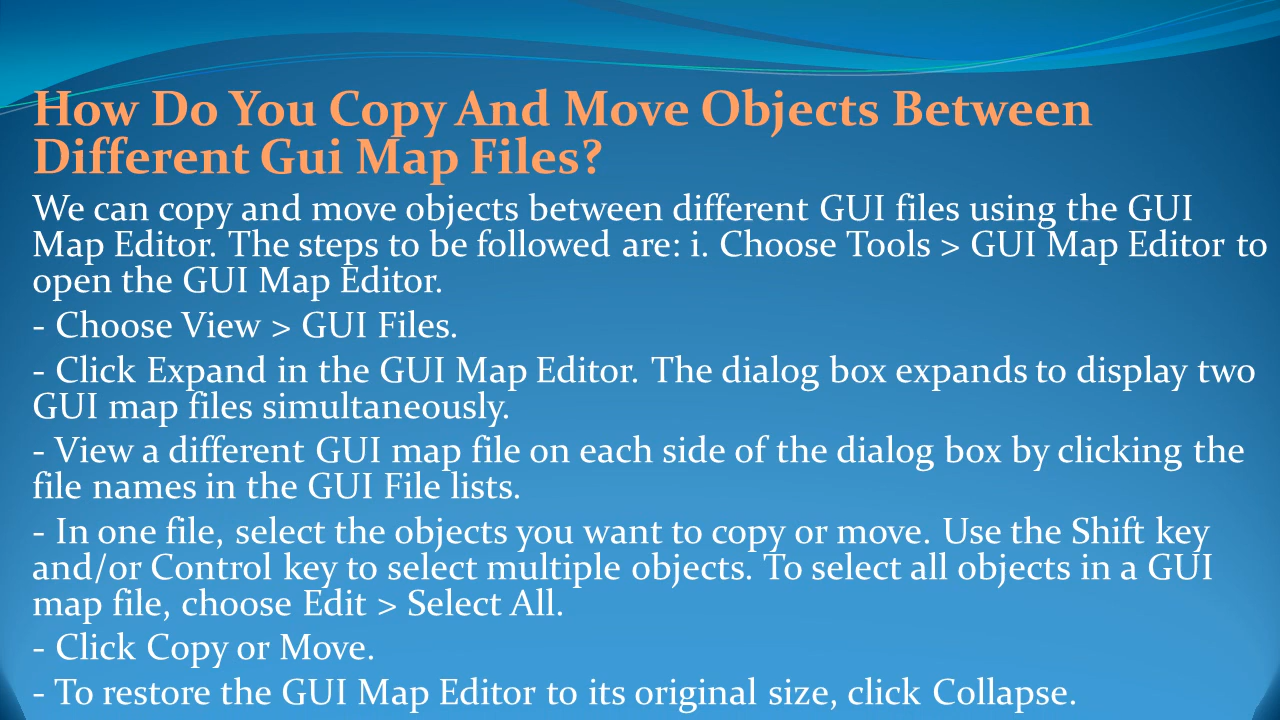 How Do You Copy And Move Objects Between
Different Gui Map Files?
We can copy and move objects between different GUI files using the GUI
Map Editor. The steps to be followed are: i. Choose Tools > GUI Map Editor to
open the GUI Map Editor.
- Choose View > GUI Files.
- Click Expand in the GUI Map Editor. The dialog box expands to display two
GUI map files simultaneously.
- View a different GUI map file on each side of the dialog box by clicking the
file names in the GUI File lists.
- In one file, select the objects you want to copy or move. Use the Shift key
and/or Control key to select multiple objects. To select all objects in a GUI
map file, choose Edit > Select All.
- Click Copy or Move.
- To restore the GUI Map Editor to its original size, click Collapse.